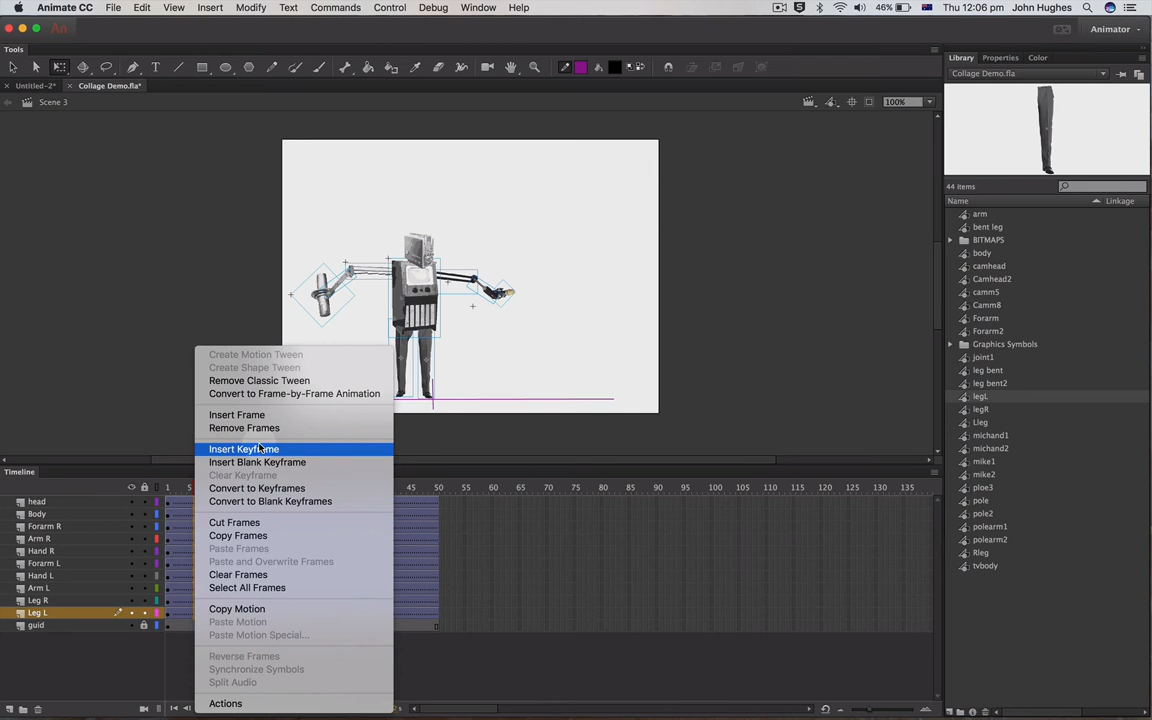 Animate CC File Edit View Insert Modify Text Commands Control Debug Window Help 46% Thu 12:06 pm John Hughes
An Animator
Tools
Library Properties Color
Untitled-2* Collage Demo.fla*
Collage Demo.fla
Scene 3 100%
44 items
Name Linkage
arm
bent leg
BITMAPS
body
camhead
Camhead2
camm5
Camm8
Forarm
Forarm2
Graphics Symbols
joint1
leg bent
leg bent2
legL
legR
Lleg
michand1
michand2
mike1
mike2
ploe3
pole
pole2
polearm1
polearm2
Rleg
tvbody
Create Motion Tween
Create Shape Tween
Remove Classic Tween
Convert to Frame-by-Frame Animation
Insert Frame
Remove Frames
Insert Keyframe
Insert Blank Keyframe
Clear Keyframe
Convert to Keyframes
Convert to Blank Keyframes
Cut Frames
Copy Frames
Paste Frames
Paste and Overwrite Frames
Clear Frames
Select All Frames
Copy Motion
Paste Motion
Paste Motion Special...
Reverse Frames
Synchronize Symbols
Split Audio
Actions
Timeline
1 45 50 55 60 65 70 75 80 85 90 95 100 105 110 115 120 125 130 135
head
Body
Forarm R
Arm R
Hand R
Forarm L
Hand L
Arm L
Leg R
Leg L
guid